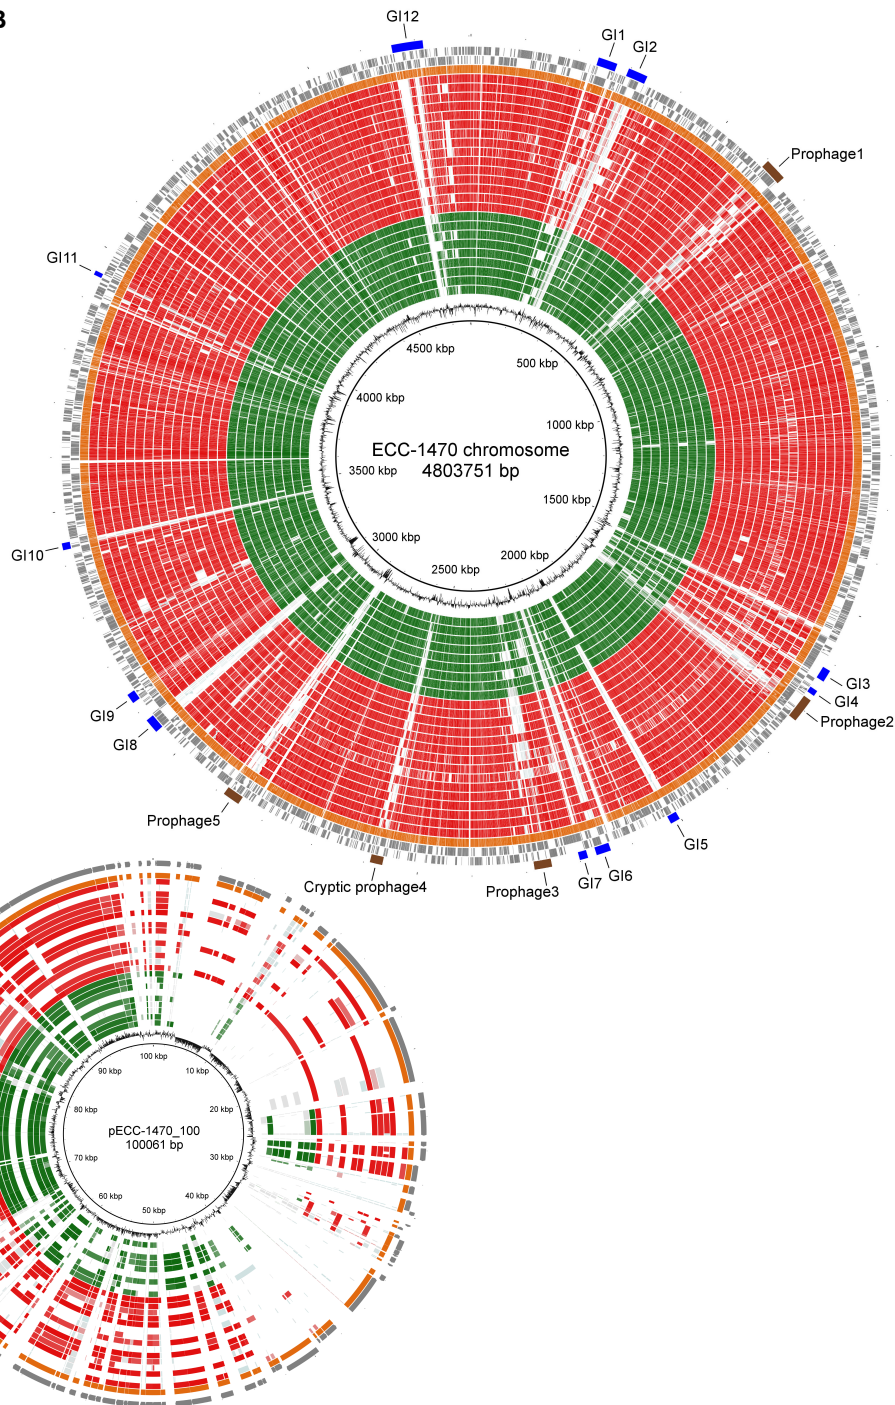 B
GI12
GI1
GI2
Prophage1
GI11
4500 kbp
500 kbp
4000 kbp
1000 kbp
ECC-1470 chromosome
4803751 bp
3500 kbp
1500 kbp
3000 kbp
2000 kbp
2500 kbp
GI10
GI3
GI4
Prophage2
GI9
GI8
Prophage5
GI5
Cryptic prophage4
Prophage3
GI7
GI6
100 kbp
90 kbp
10 kbp
80 kbp
20 kbp
pECC-1470_100
100061 bp
70 kbp
30 kbp
60 kbp
40 kbp
50 kbp